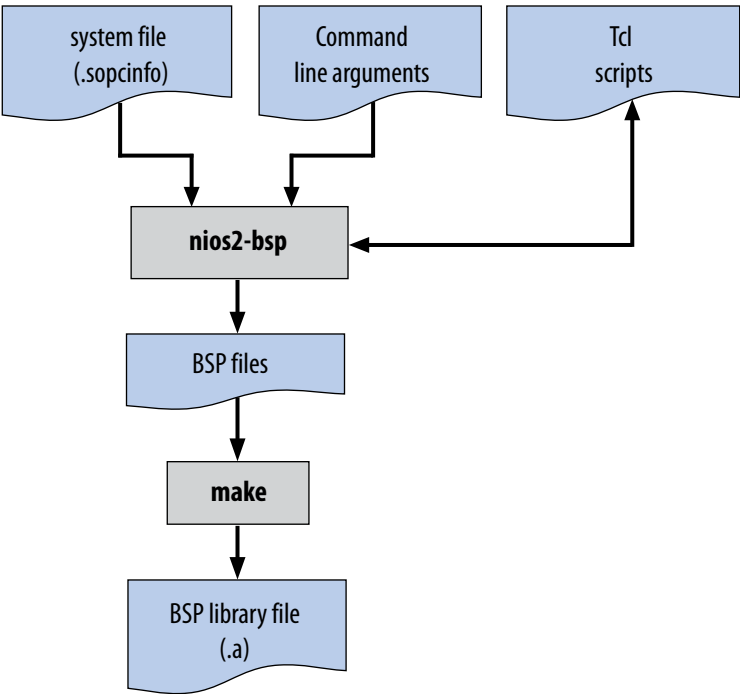 system file
(.sopcinfo)
Command
line arguments
Tcl
scripts
nios2-bsp
BSP files
make
BSP library file
(.a)